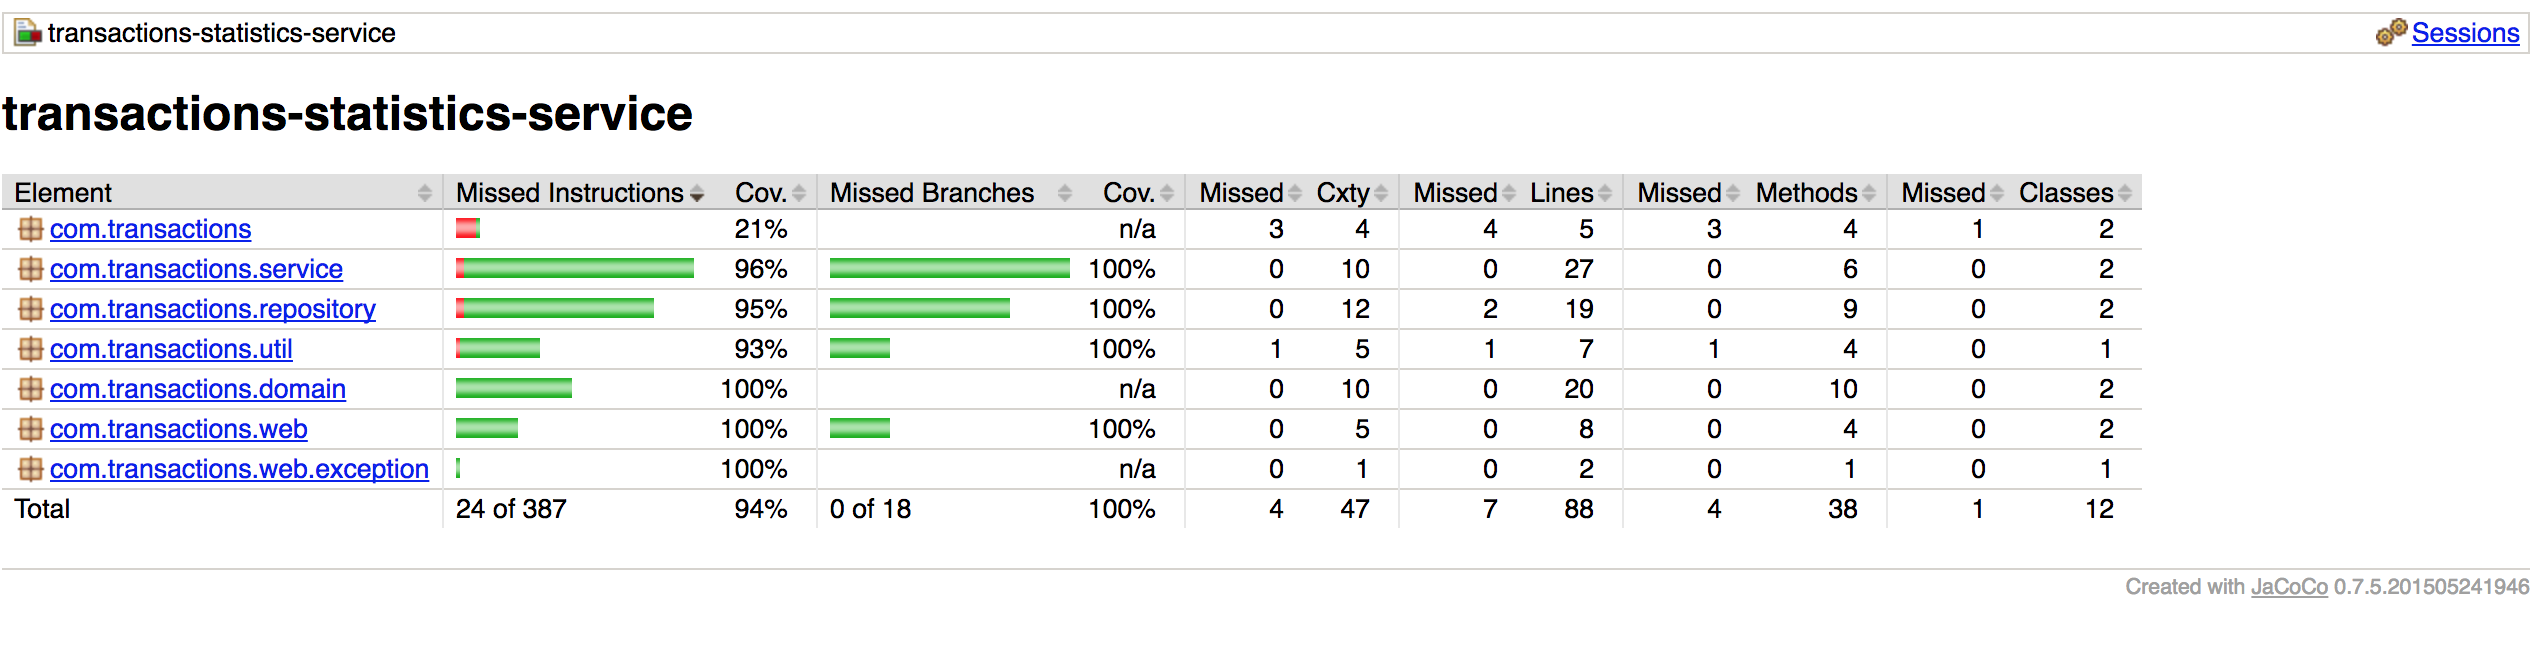 transactions-statistics-service Sessions
transactions-statistics-service
Element Missed Instructions Cov. Missed Branches Cov. Missed Cxty Missed Lines Missed Methods Missed Classes
com.transactions 21% n/a 3 4 4 5 3 4 1 2
com.transactions.service 96% 100% 0 10 0 27 0 6 0 2
com.transactions.repository 95% 100% 0 12 2 19 0 9 0 2
com.transactions.util 93% 100% 1 5 1 7 1 4 0 1
com.transactions.domain 100% n/a 0 10 0 20 0 10 0 2
com.transactions.web 100% 100% 0 5 0 8 0 4 0 2
com.transactions.web.exception 100% n/a 0 1 0 2 0 1 0 1
Total 24 of 387 94% 0 of 18 100% 4 47 7 88 4 38 1 12
Created with JaCoCo 0.7.5.201505241946